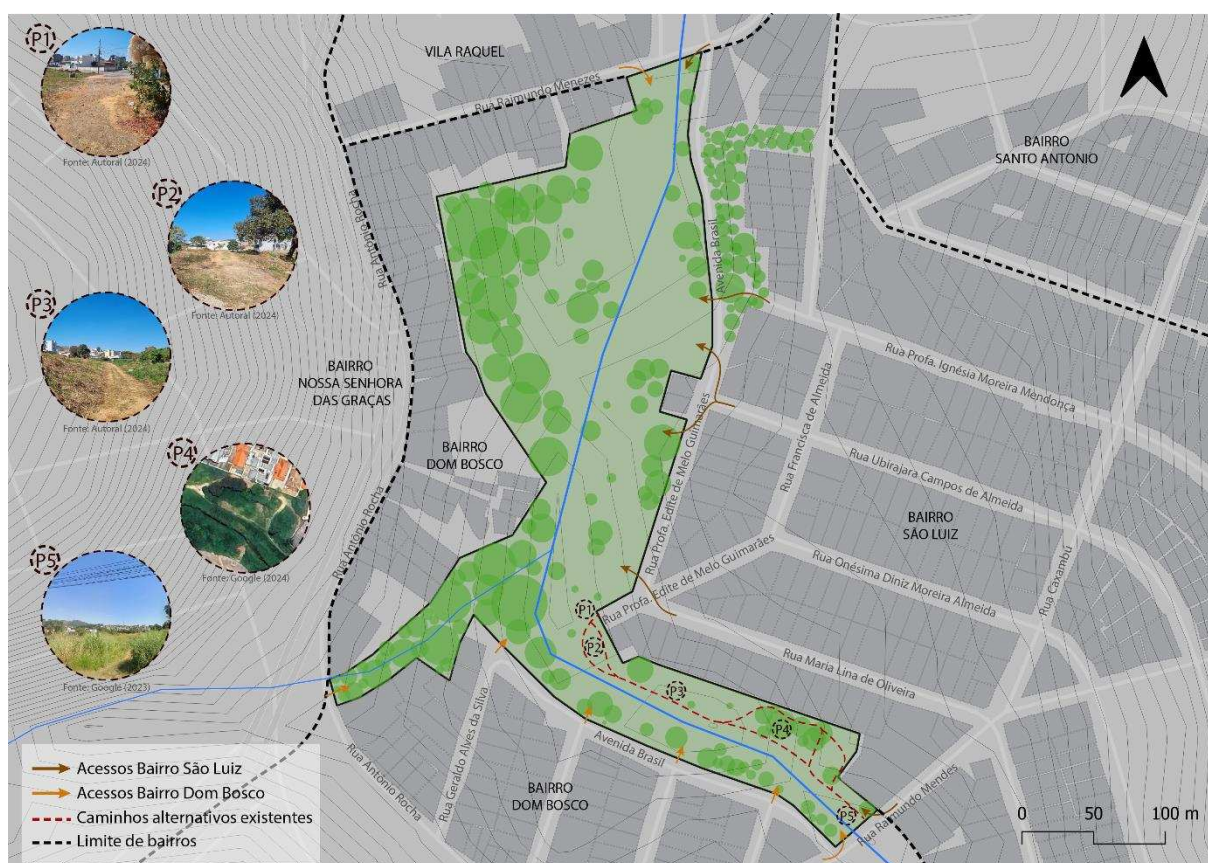 P1
Fonte: Autoral (2024)
P2
Fonte: Autoral (2024)
P3
Fonte: Autoral (2024)
P4
Fonte: Google (2024)
P5
Fonte: Google (2023)
VILA RAQUEL
Rua Raimundo Menezes
BAIRRO
SANTO ANTONIO
Rua Antônio Rocha
Avenida Brasil
BAIRRO
NOSSA SENHORA
DAS GRAÇAS
BAIRRO
DOM BOSCO
Rua Profa. Ignésia Moreira Mendonça
Rua Francisca de Almeida
Rua Profa. Edite de Melo Guimarães
Rua Ubirajara Campos de Almeida
BAIRRO
SÃO LUIZ
Rua Antônio Rocha
Rua Profa. Edite de Melo Guimarães
Rua Onésima Diniz Moreira Almeida
Rua Caxambú
P1
P2
P3
P4
P5
Rua Maria Lina de Oliveira
Rua Geraldo Alves da Silva
Avenida Brasil
Rua Antônio Rocha
BAIRRO
DOM BOSCO
Rua Raimundo Mendes
Acessos Bairro São Luiz
Acessos Bairro Dom Bosco
Caminhos alternativos existentes
Limite de bairros
0 50 100 m